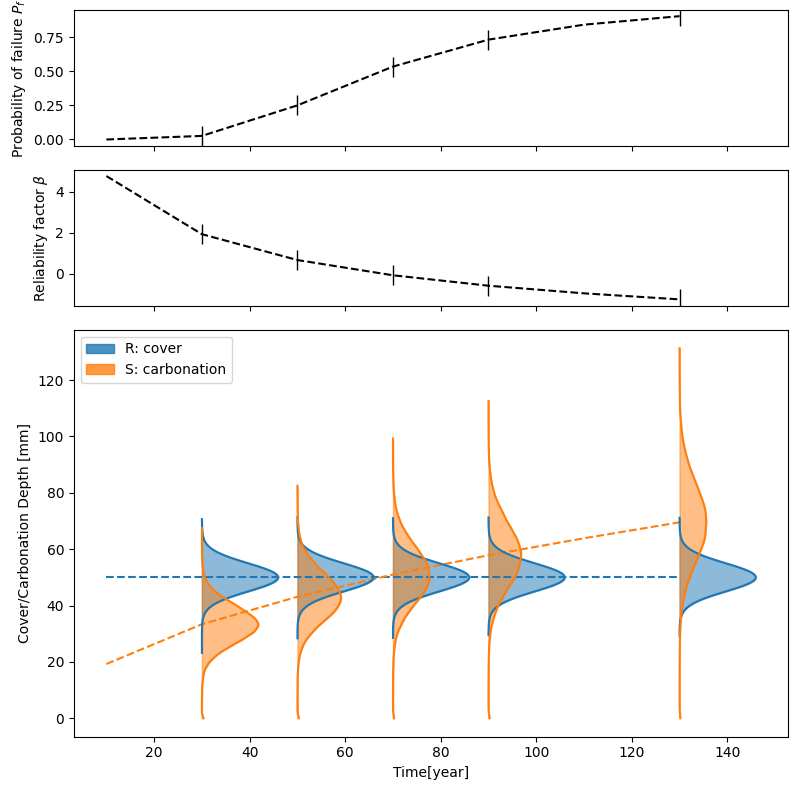 Probability of failure P_f
0.75
0.50
0.25
0.00
Reliability factor β
4
2
0
R: cover
S: carbonation
Cover/Carbonation Depth [mm]
120
100
80
60
40
20
0
20 40 60 80 100 120 140
Time[year]